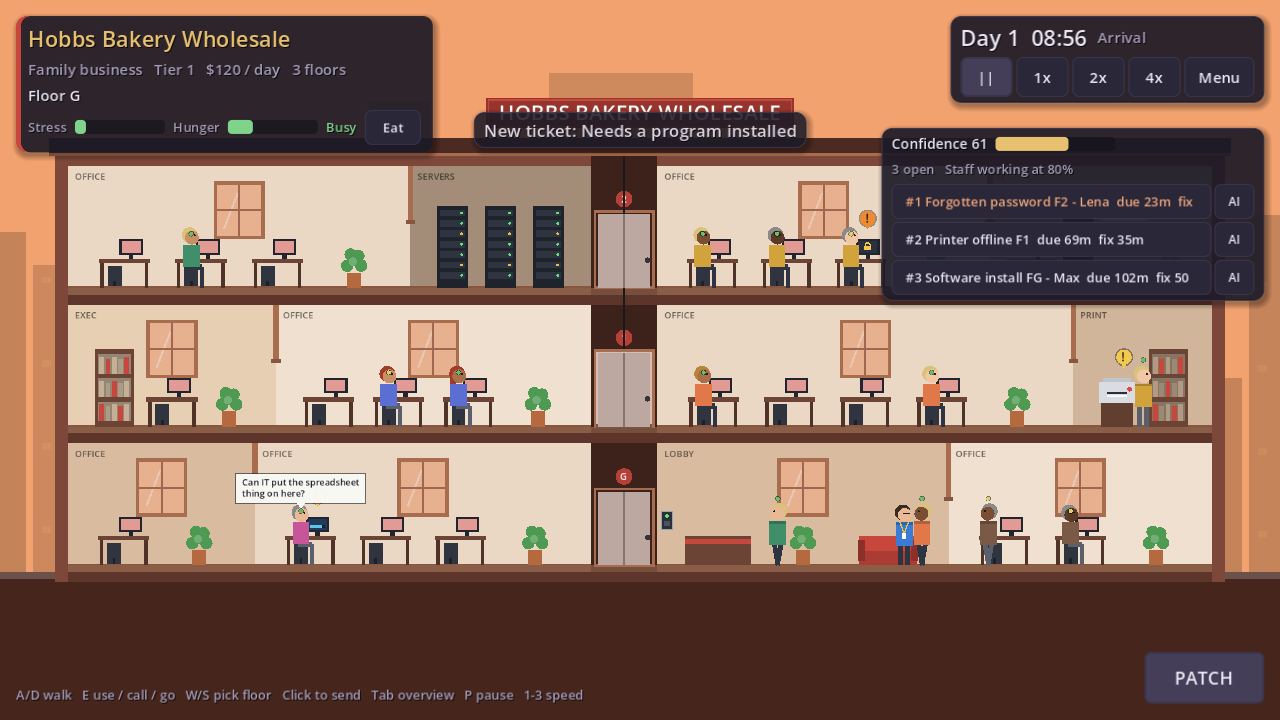 Hobbs Bakery Wholesale
Family business Tier 1 $120 / day 3 floors
Floor G
Stress Hunger Busy Eat
Day 1 08:56 Arrival
|| 1x 2x 4x Menu
HOBBS BAKERY WHOLESALE
New ticket: Needs a program installed
Confidence 61
3 open Staff working at 80%
#1 Forgotten password F2 - Lena due 23m fix AI
#2 Printer offline F1 due 69m fix 35m AI
#3 Software install FG - Max due 102m fix 50 AI
OFFICE SERVERS OFFICE
EXEC OFFICE OFFICE PRINT
OFFICE OFFICE G LOBBY OFFICE
Can IT put the spreadsheet
thing on here?
A/D walk E use / call / go W/S pick floor Click to send Tab overview P pause 1-3 speed
PATCH